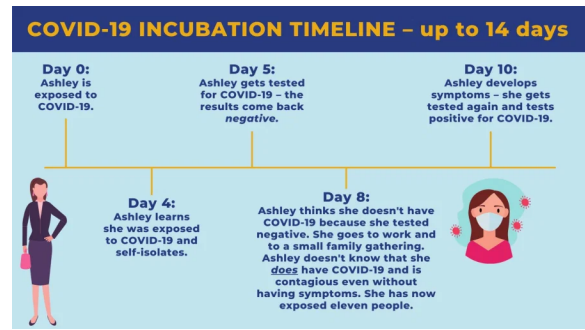 COVID-19 INCUBATION TIMELINE – up to 14 days
Day 0:
Ashley is
exposed to
COVID-19.
Day 5:
Ashley gets tested
for COVID-19 – the
results come back
negative.
Day 10:
Ashley develops
symptoms – she gets
tested again and tests
positive for COVID-19.
Day 4:
Ashley learns
she was exposed
to COVID-19 and
self-isolates.
Day 8:
Ashley thinks she doesn't have
COVID-19 because she tested
negative. She goes to work and
to a small family gathering.
Ashley doesn't know that she
does have COVID-19 and is
contagious even without
having symptoms. She has now
exposed eleven people.